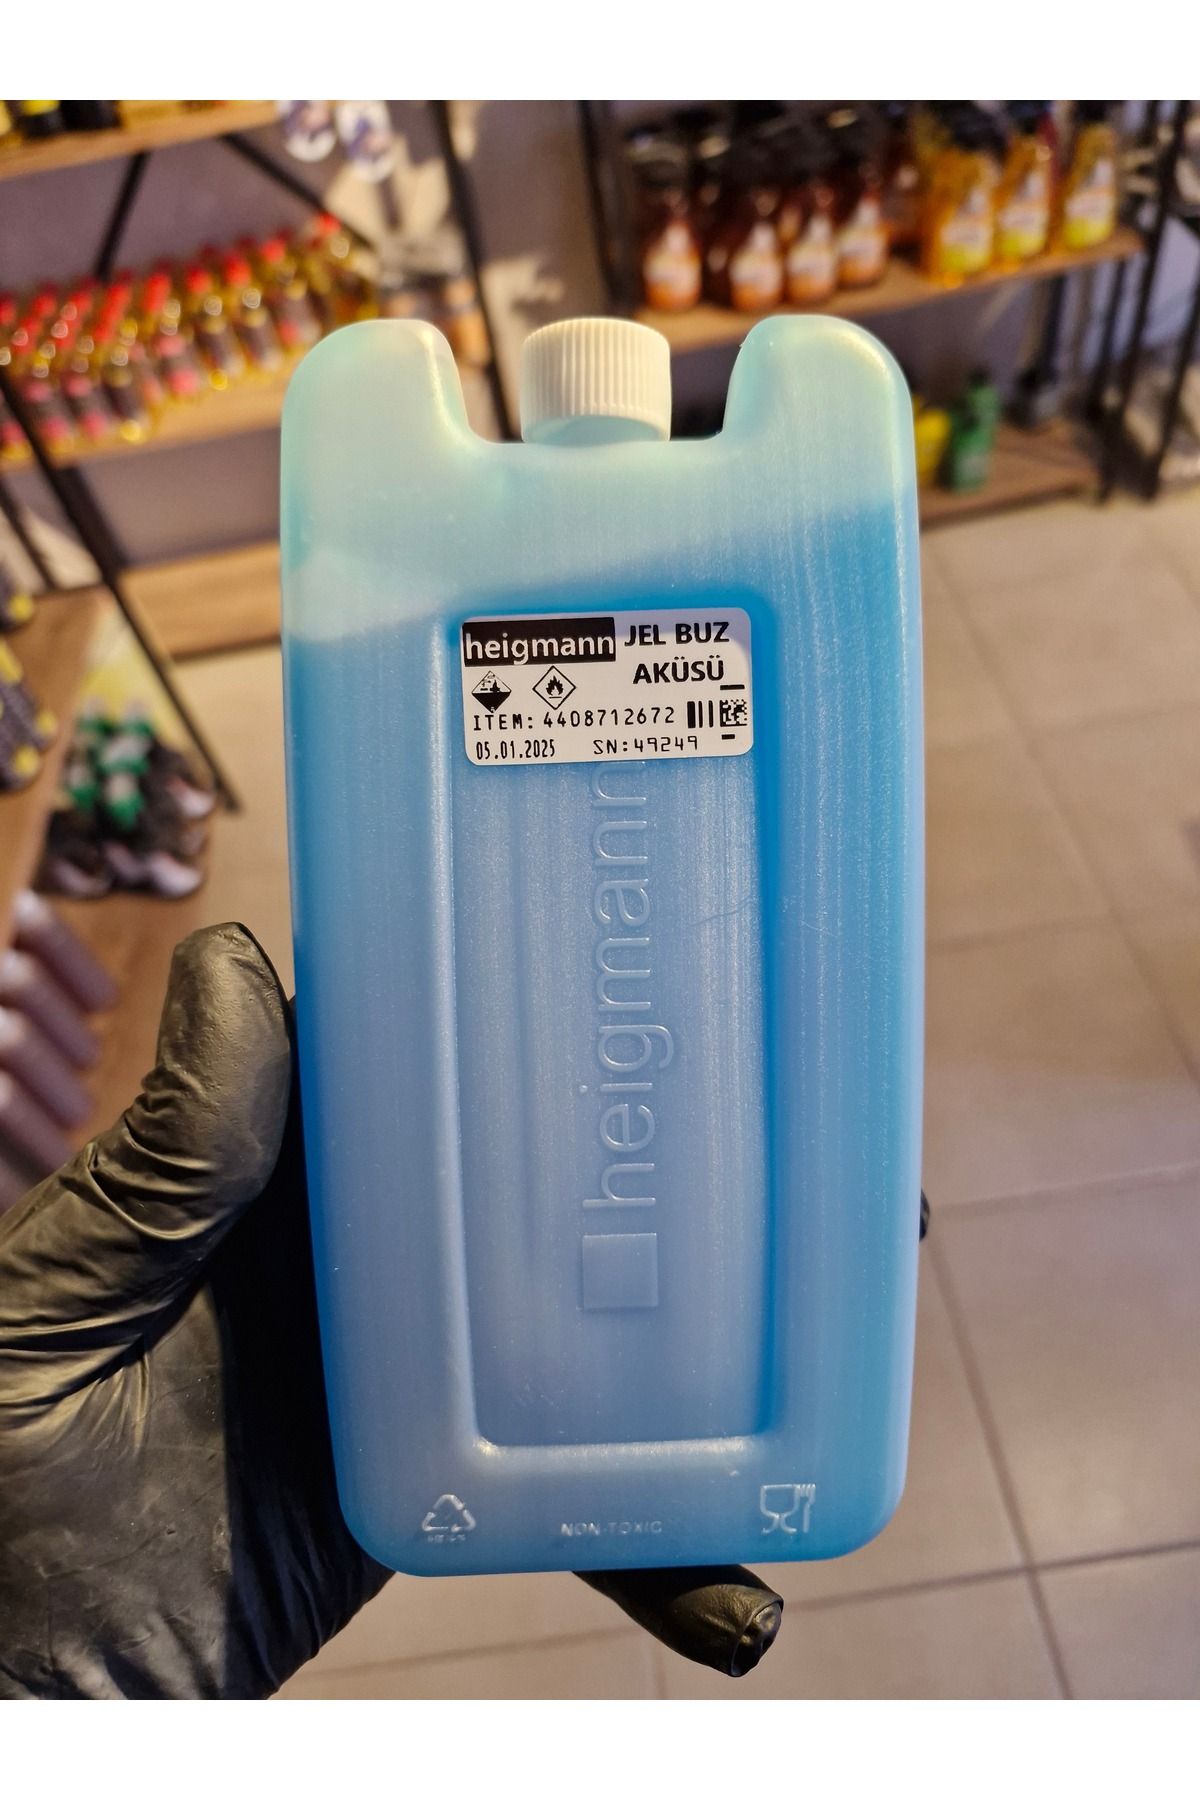 heigmann JEL BUZ
AKÜSÜ
ITEM: 4408712672
05.01.2025 SN:49249
heigmann
NON-TOXIC